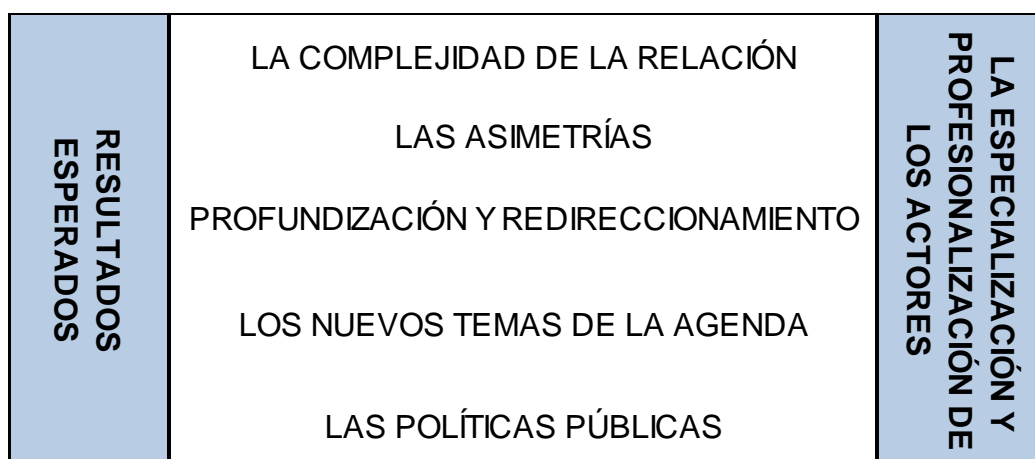 RESULTADOS
ESPERADOS
LA COMPLEJIDAD DE LA RELACIÓN
LAS ASIMETRÍAS
PROFUNDIZACIÓN Y REDIRECCIONAMIENTO
LOS NUEVOS TEMAS DE LA AGENDA
LAS POLÍTICAS PÚBLICAS
LA ESPECIALIZACIÓN Y
PROFESIONALIZACIÓN DE
LOS ACTORES